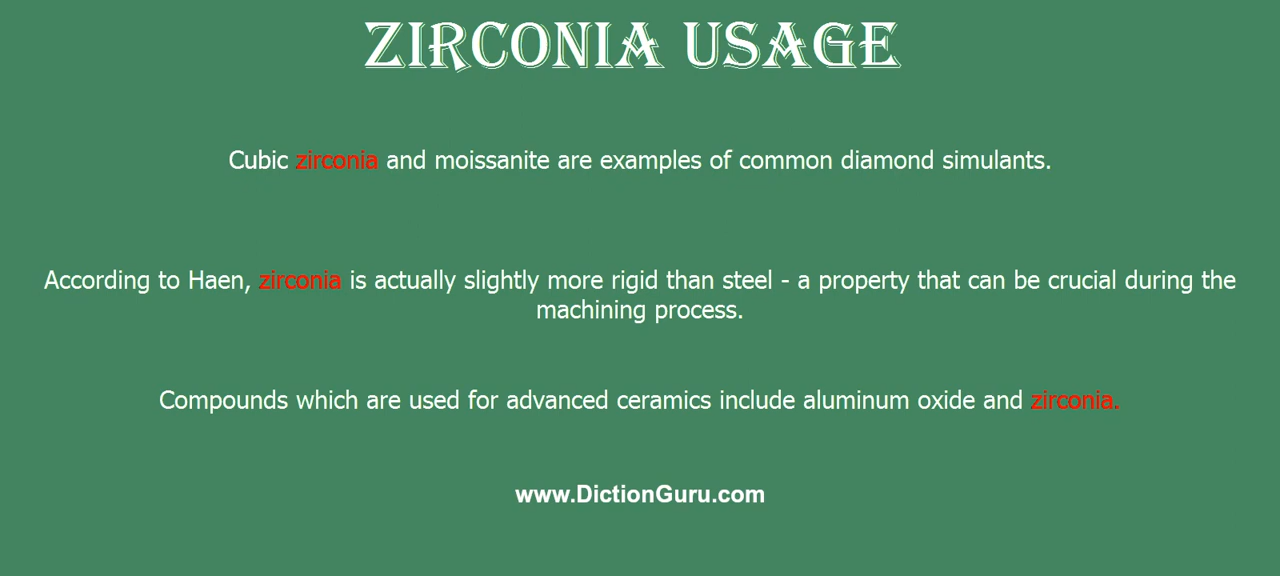 ZIRCONIA USAGE
Cubic zirconia and moissanite are examples of common diamond simulants.
According to Haen, zirconia is actually slightly more rigid than steel - a property that can be crucial during the
machining process.
Compounds which are used for advanced ceramics include aluminum oxide and zirconia.
www.DictionGuru.com